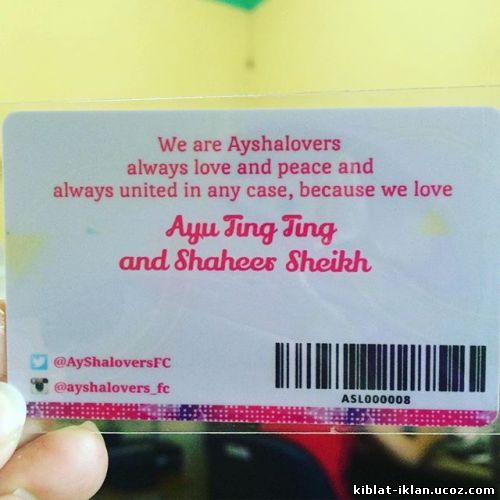 We are Ayshalovers
always love and peace and
always united in any case, because we love
Ayu Ting Ting
and Shaheer Sheikh
@AyShaloversFC
@ayshalovers_fc
ASL000008
kiblat-iklan.ucoz.com